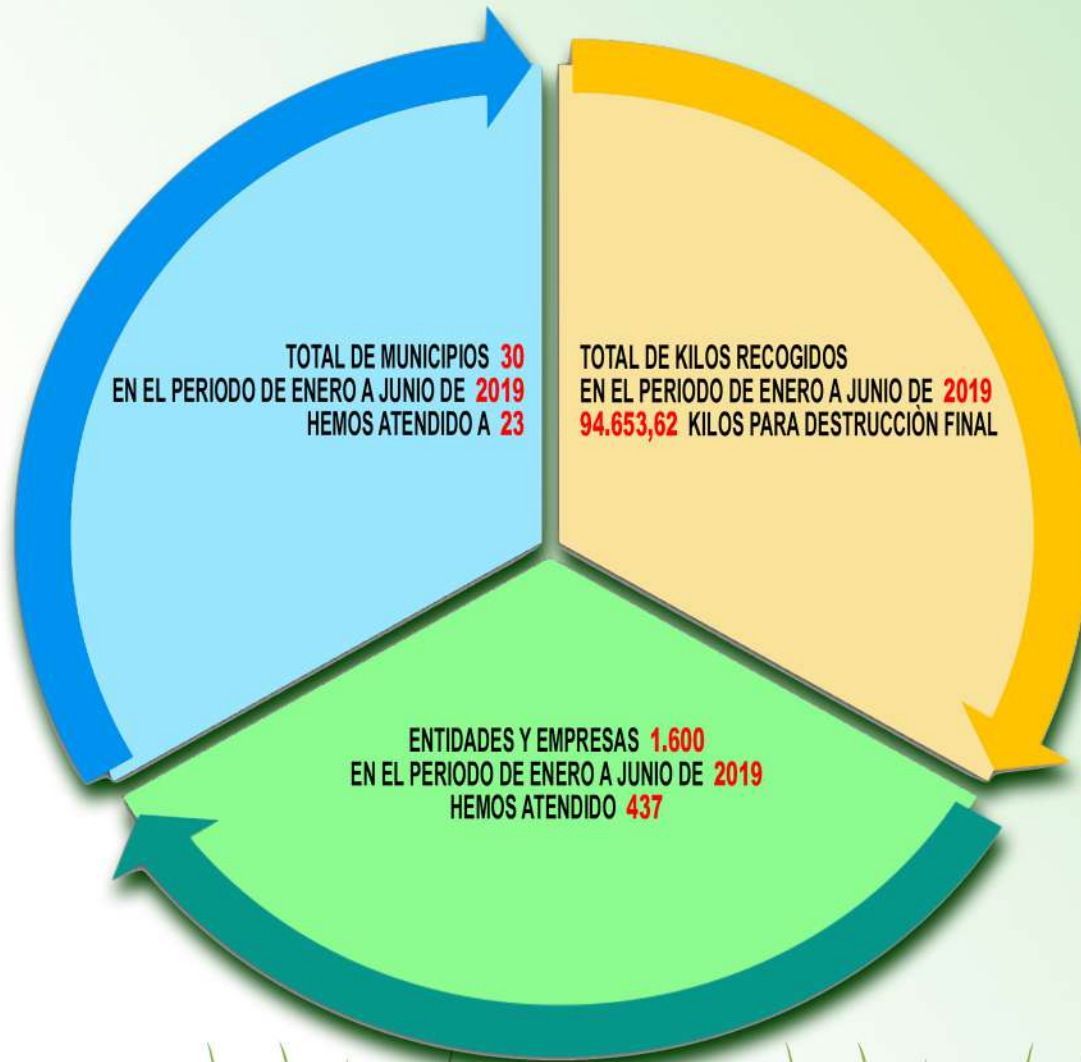 TOTAL DE MUNICIPIOS 30
EN EL PERIODO DE ENERO A JUNIO DE 2019
HEMOS ATENDIDO A 23
TOTAL DE KILOS RECOGIDOS
EN EL PERIODO DE ENERO A JUNIO DE 2019
94.653,62 KILOS PARA DESTRUCCIÒN FINAL
ENTIDADES Y EMPRESAS 1.600
EN EL PERIODO DE ENERO A JUNIO DE 2019
HEMOS ATENDIDO 437